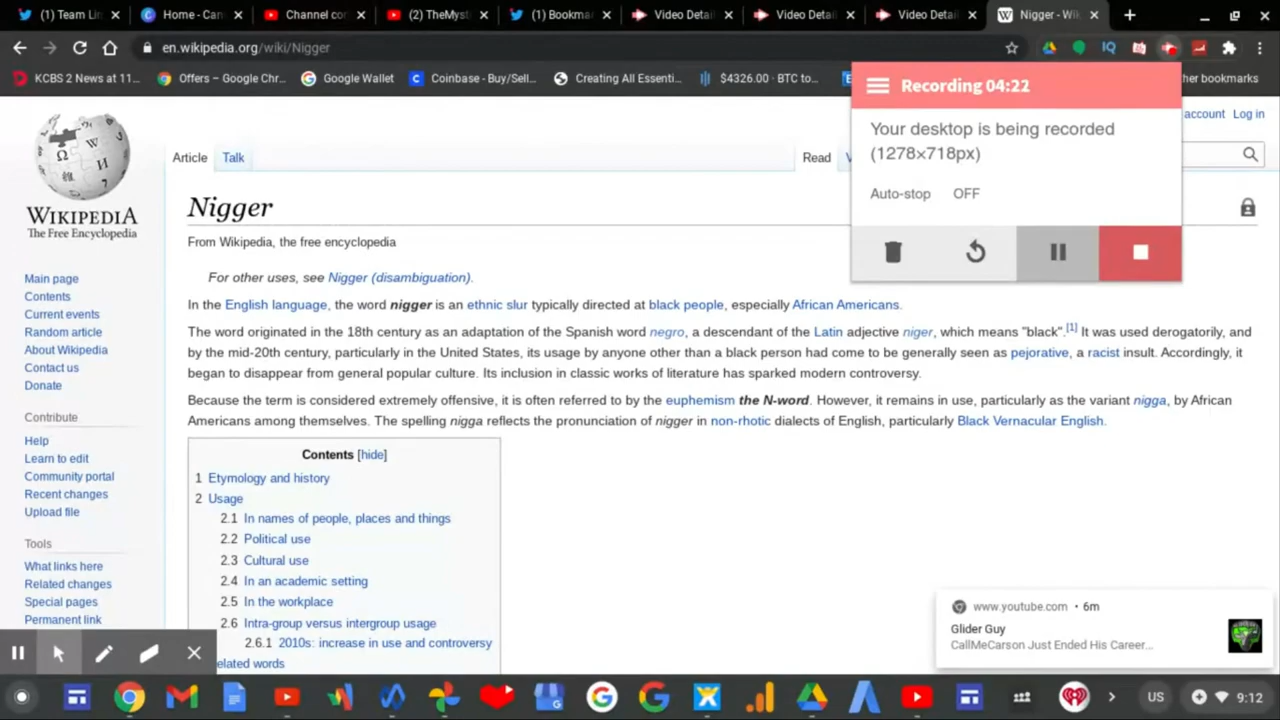 (1) Team Li
Home - Can
Channel co
(2) TheMyst
(1) Bookma
Video Detai
Video Detai
Video Detai
Nigger - Wi
en.wikipedia.org/wiki/Nigger
KCBS 2 News at 11...
Offers – Google Chr...
Google Wallet
Coinbase - Buy/Sell...
Creating All Essenti...
$4326.00 · BTC to...
her bookmarks
Recording 04:22
Your desktop is being recorded
(1278×718px)
Auto-stop OFF
account Log in
WIKIPEDIA
The Free Encyclopedia
Article Talk
Read
Nigger
From Wikipedia, the free encyclopedia
For other uses, see Nigger (disambiguation).
In the English language, the word nigger is an ethnic slur typically directed at black people, especially African Americans.
The word originated in the 18th century as an adaptation of the Spanish word negro, a descendant of the Latin adjective niger, which means "black".[1] It was used derogatorily, and
by the mid-20th century, particularly in the United States, its usage by anyone other than a black person had come to be generally seen as pejorative, a racist insult. Accordingly, it
began to disappear from general popular culture. Its inclusion in classic works of literature has sparked modern controversy.
Because the term is considered extremely offensive, it is often referred to by the euphemism the N-word. However, it remains in use, particularly as the variant nigga, by African
Americans among themselves. The spelling nigga reflects the pronunciation of nigger in non-rhotic dialects of English, particularly Black Vernacular English.
Main page
Contents
Current events
Random article
About Wikipedia
Contact us
Donate
Contribute
Help
Learn to edit
Community portal
Recent changes
Upload file
Tools
What links here
Related changes
Special pages
Permanent link
Contents [hide]
1 Etymology and history
2 Usage
2.1 In names of people, places and things
2.2 Political use
2.3 Cultural use
2.4 In an academic setting
2.5 In the workplace
2.6 Intra-group versus intergroup usage
2.6.1 2010s: increase in use and controversy
elated words
www.youtube.com • 6m
Glider Guy
CallMeCarson Just Ended His Career...
US
9:12